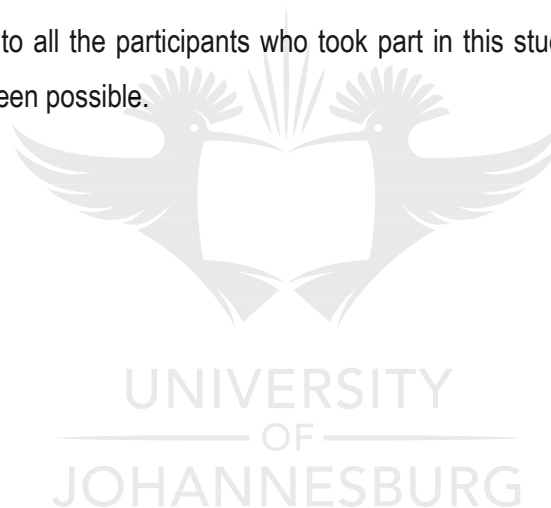 to all the participants who took part in this stu
een possible.
UNIVERSITY
OF
JOHANNESBURG